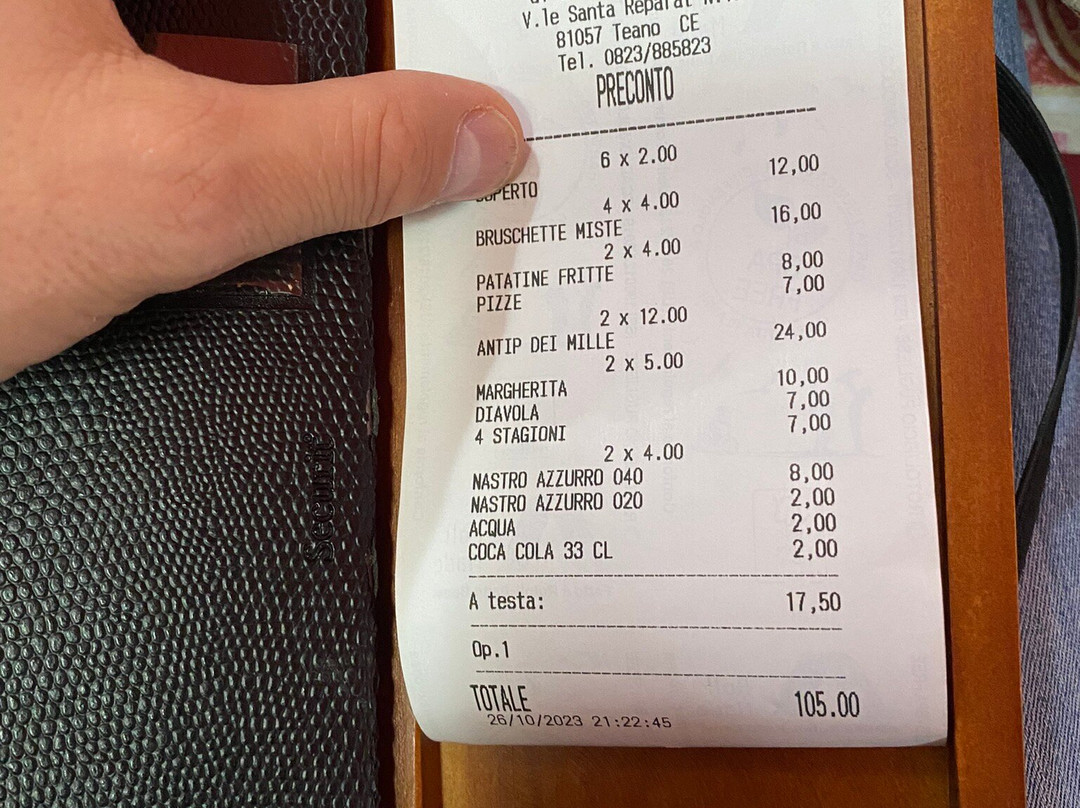 V.le Santa
81057 Teano CE
Tel. 0823/885823
PRECONTO
6 x 2.00
COPERTO 12,00
4 x 4.00
BRUSCHETTE MISTE 16,00
2 x 4.00
PATATINE FRITTE 8,00
PIZZE 7,00
2 x 12.00
ANTIP DEI MILLE 24,00
2 x 5.00
MARGHERITA 10,00
DIAVOLA 7,00
4 STAGIONI 7,00
2 x 4.00
NASTRO AZZURRO 040 8,00
NASTRO AZZURRO 020 2,00
ACQUA 2,00
COCA COLA 33 CL 2,00
A testa: 17,50
Op.1
TOTALE 105.00
26/10/2023 21:22:45
Securit